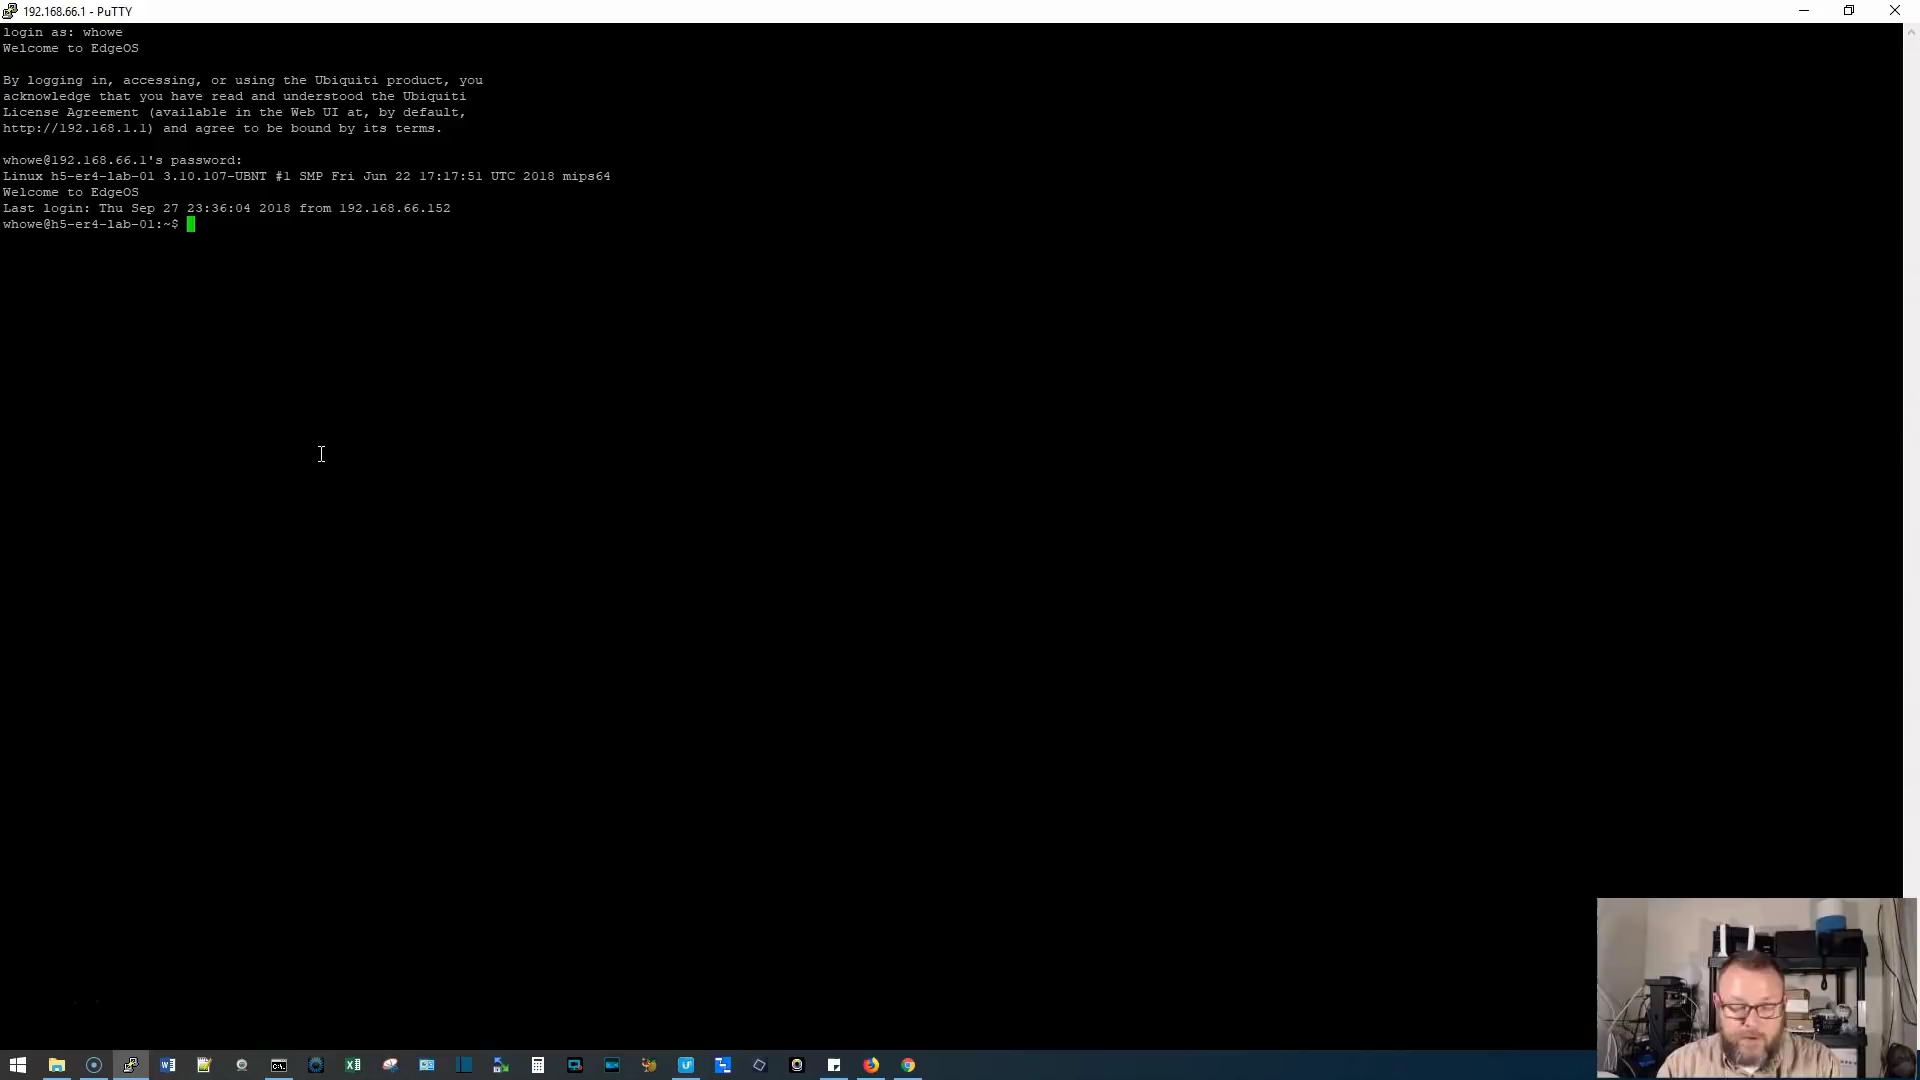 192.168.66.1 - PuTTY
login as: whowe
Welcome to EdgeOS
By logging in, accessing, or using the Ubiquiti product, you
acknowledge that you have read and understood the Ubiquiti
License Agreement (available in the Web UI at, by default,
http://192.168.1.1) and agree to be bound by its terms.
whowe@192.168.66.1's password:
Linux h5-er4-lab-01 3.10.107-UBNT #1 SMP Fri Jun 22 17:17:51 UTC 2018 mips64
Welcome to EdgeOS
Last login: Thu Sep 27 23:36:04 2018 from 192.168.66.152
whowe@h5-er4-lab-01:~$